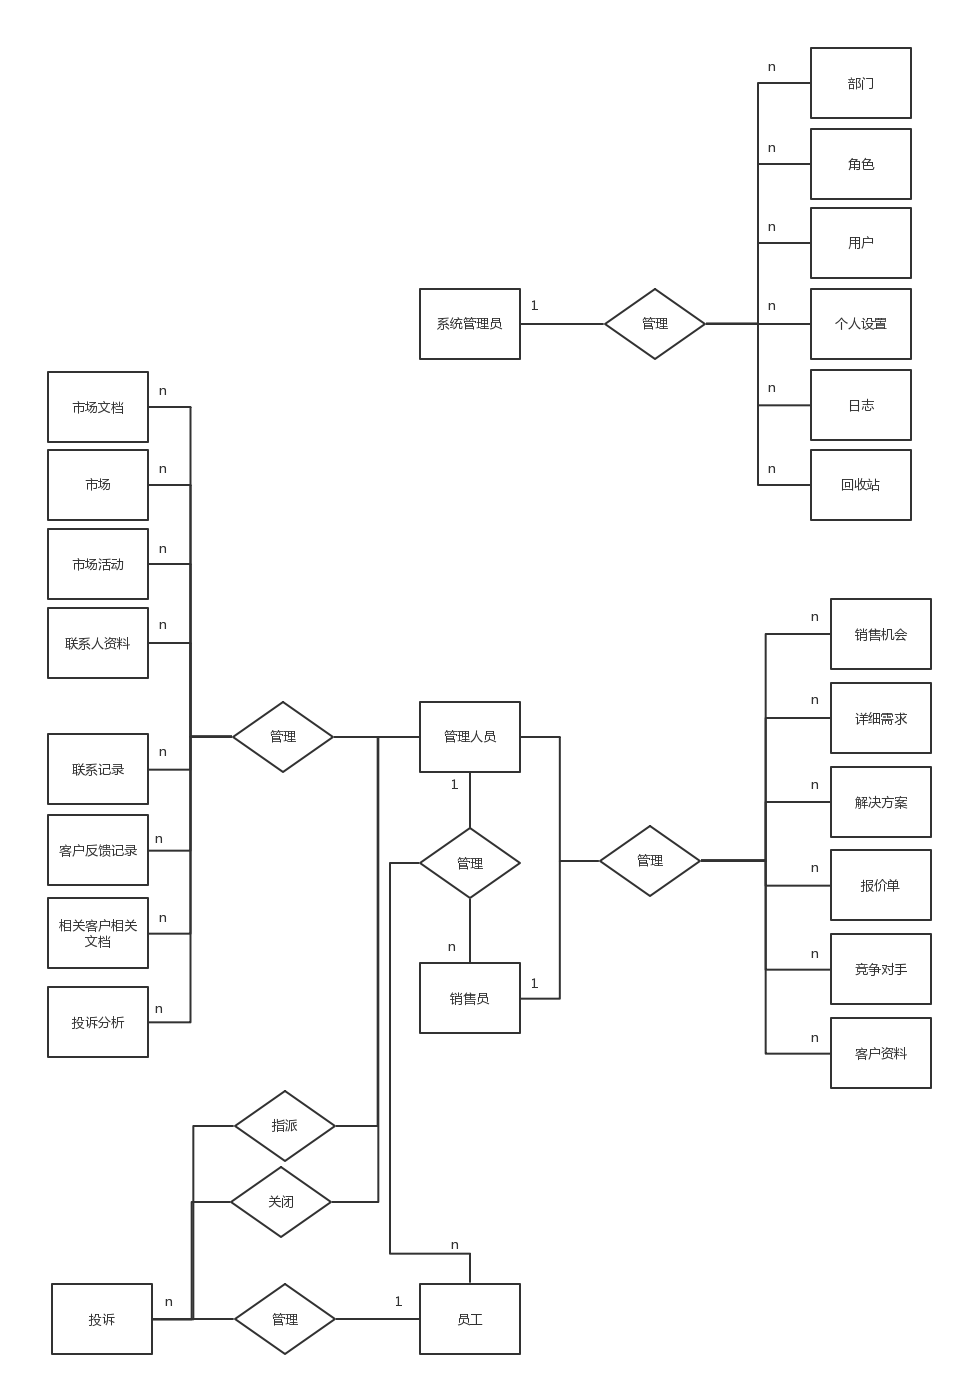 n
部门
n
角色
n
用户
系统管理员
1
管理
n
个人设置
n
日志
n
回收站
市场文档
n
市场
n
市场活动
n
联系人资料
n
联系记录
n
客户反馈记录
n
相关客户相关
文档
n
投诉分析
n
管理
管理人员
1
管理
n
销售员
1
管理
n
销售机会
n
详细需求
n
解决方案
n
报价单
n
竞争对手
n
客户资料
指派
关闭
n
投诉
n
管理
1
员工